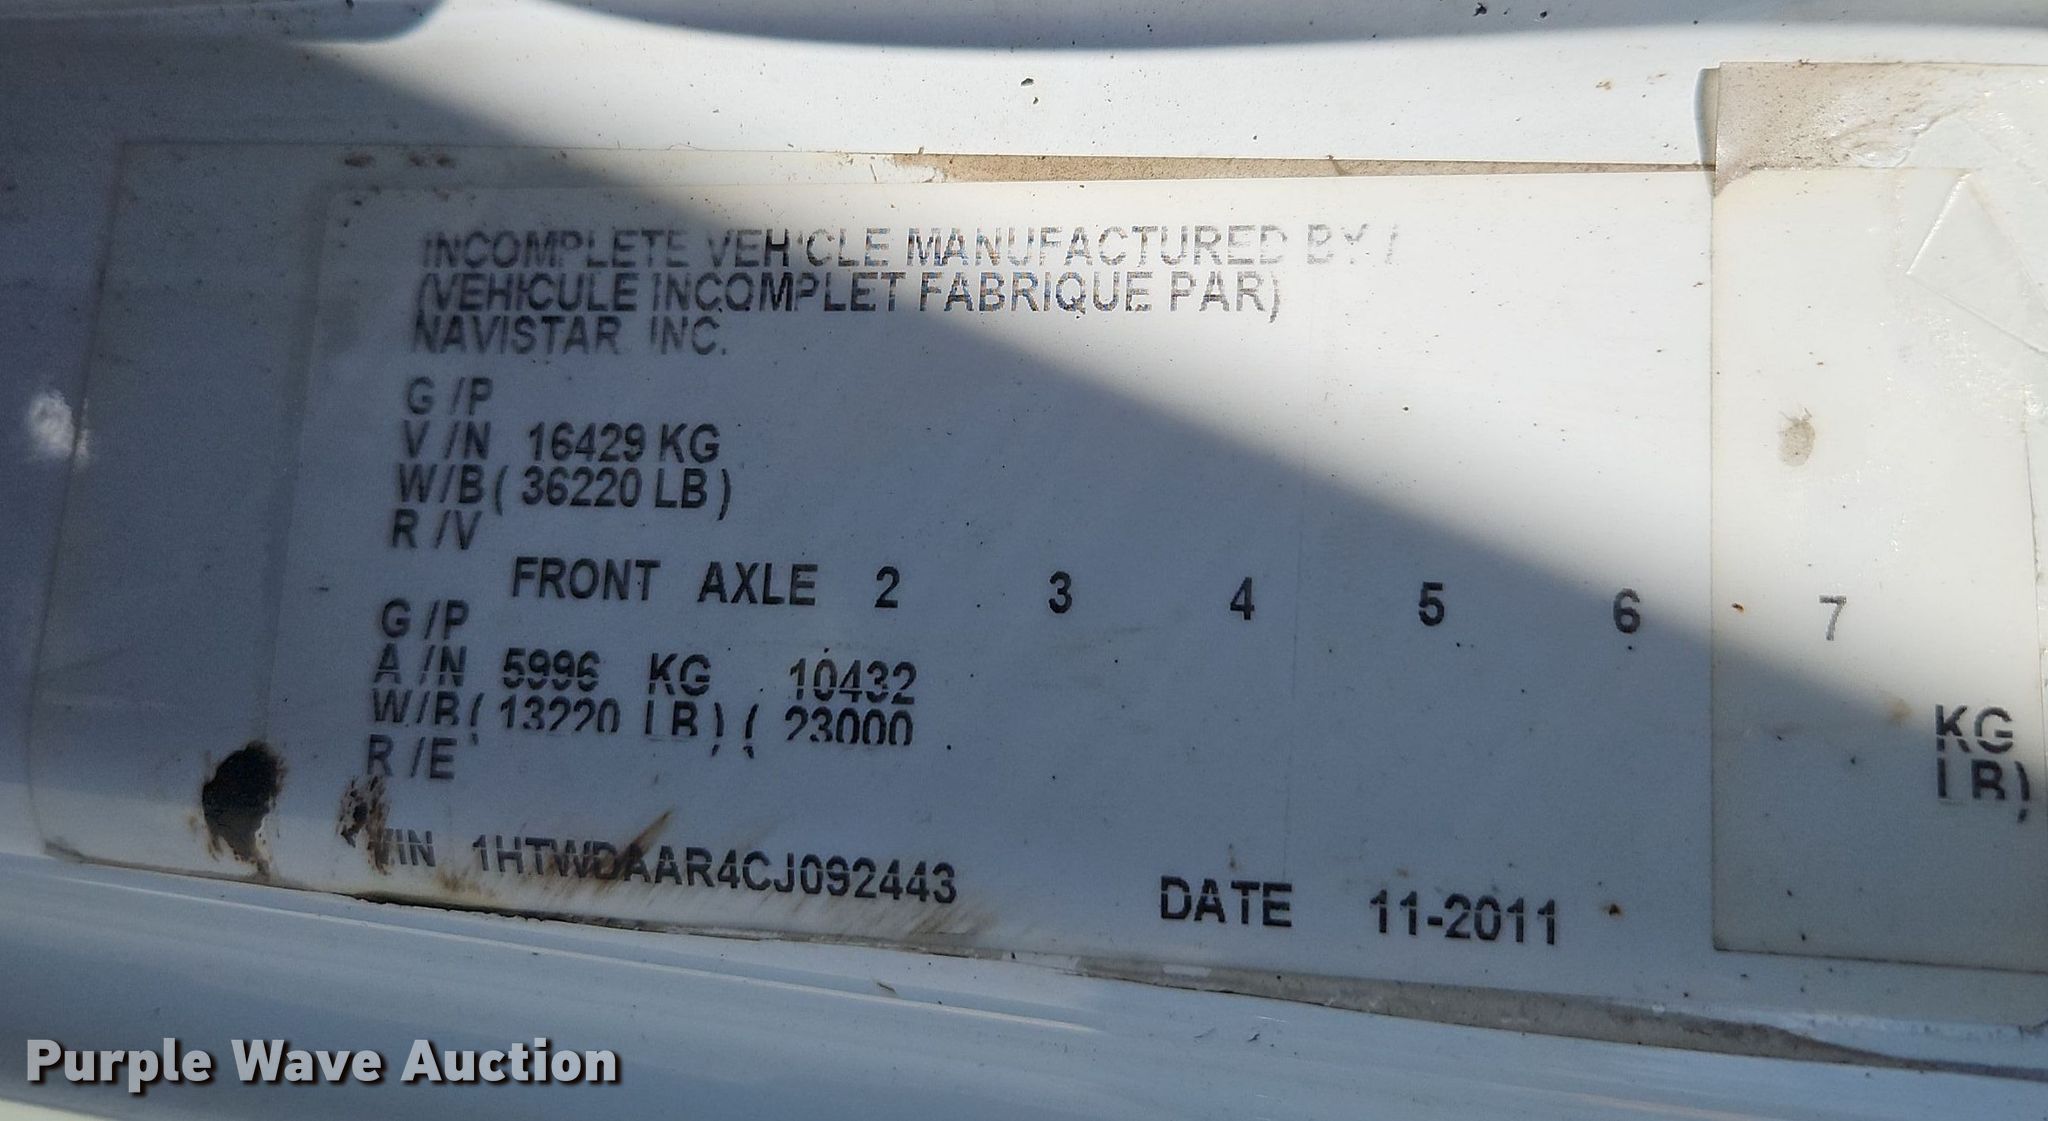 INCOMPLETE VEHICLE MANUFACTURED BY /
(VEHICULE INCOMPLET FABRIQUE PAR)
NAVISTAR INC.
G /P
V /N 16429 KG
W/B ( 36220 LB )
R /V
FRONT AXLE 2 3 4 5 6 7
G /P
A /N 5996 KG 10432 KG
W/B ( 13220 LB ) ( 23000 LB )
R /E
VIN 1HTWDAAR4CJ092443 DATE 11-2011
Purple Wave Auction